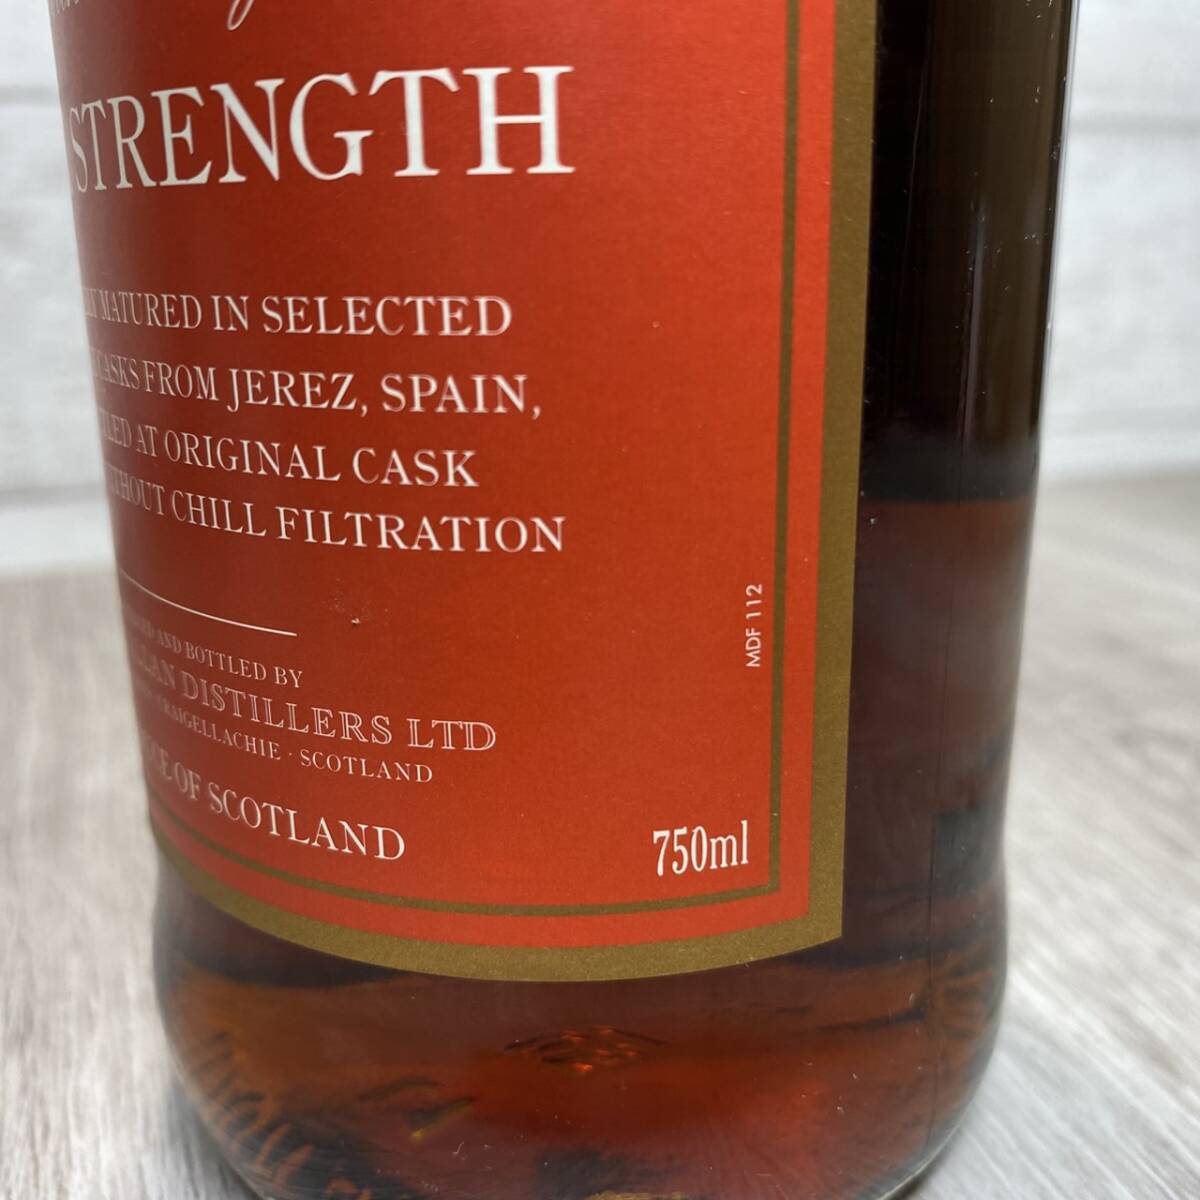 STRENGTH
MATURED IN SELECTED
CASKS FROM JEREZ, SPAIN,
AT ORIGINAL CASK
CHILL FILTRATION
AND BOTTLED BY
DISTILLERS LTD
CRAIGELLACHIE · SCOTLAND
OF SCOTLAND
750ml
MDF 112